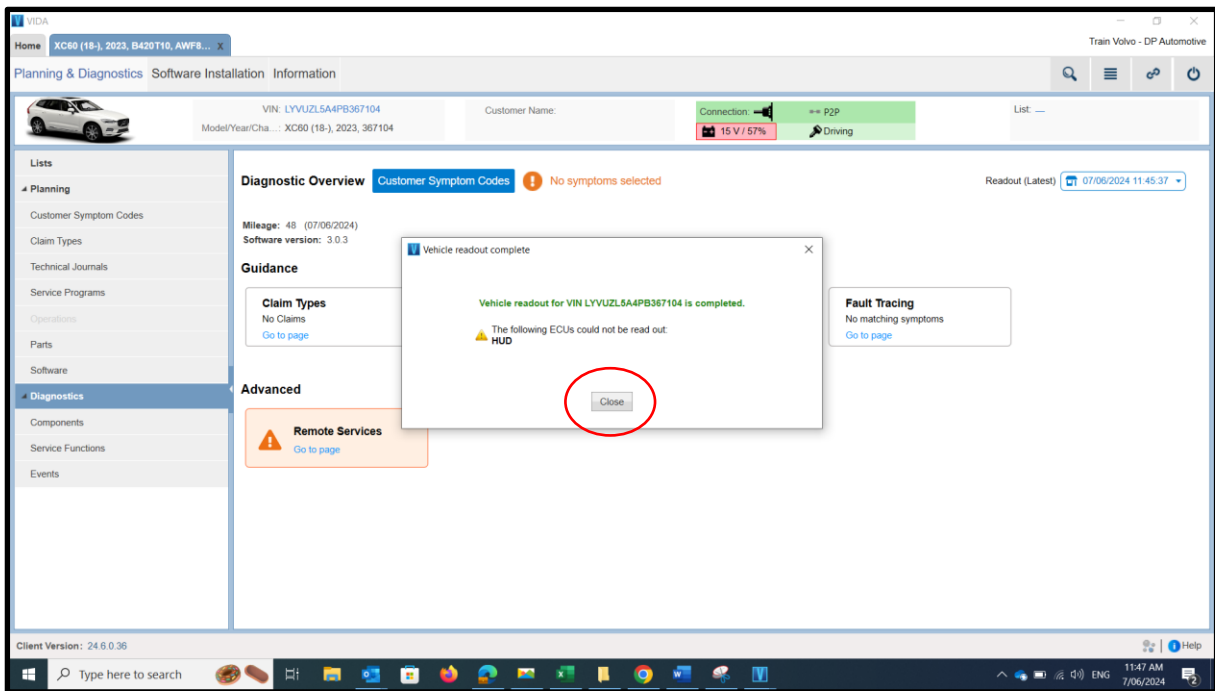 VIDA
Home XC60 (18-), 2023, B420T10, AWF8... X
Train Volvo - DP Automotive
Planning & Diagnostics Software Installation Information
VIN: LYVUZL5A4PB367104
Customer Name:
Connection:
P2P
List: —
Model/Year/Cha...: XC60 (18-), 2023, 367104
15 V / 57%
Driving
Lists
Planning
Customer Symptom Codes
Claim Types
Technical Journals
Service Programs
Operations
Parts
Software
Diagnostics
Components
Service Functions
Events
Diagnostic Overview Customer Symptom Codes ! No symptoms selected
Readout (Latest) 07/06/2024 11:45:37
Mileage: 48 (07/06/2024)
Software version: 3.0.3
Guidance
Claim Types
No Claims
Go to page
Vehicle readout complete
Vehicle readout for VIN LYVUZL5A4PB367104 is completed.
The following ECUs could not be read out:
HUD
Close
Fault Tracing
No matching symptoms
Go to page
Advanced
Remote Services
Go to page
Client Version: 24.6.0.36
Help
Type here to search
ENG
11:47 AM
7/06/2024
2